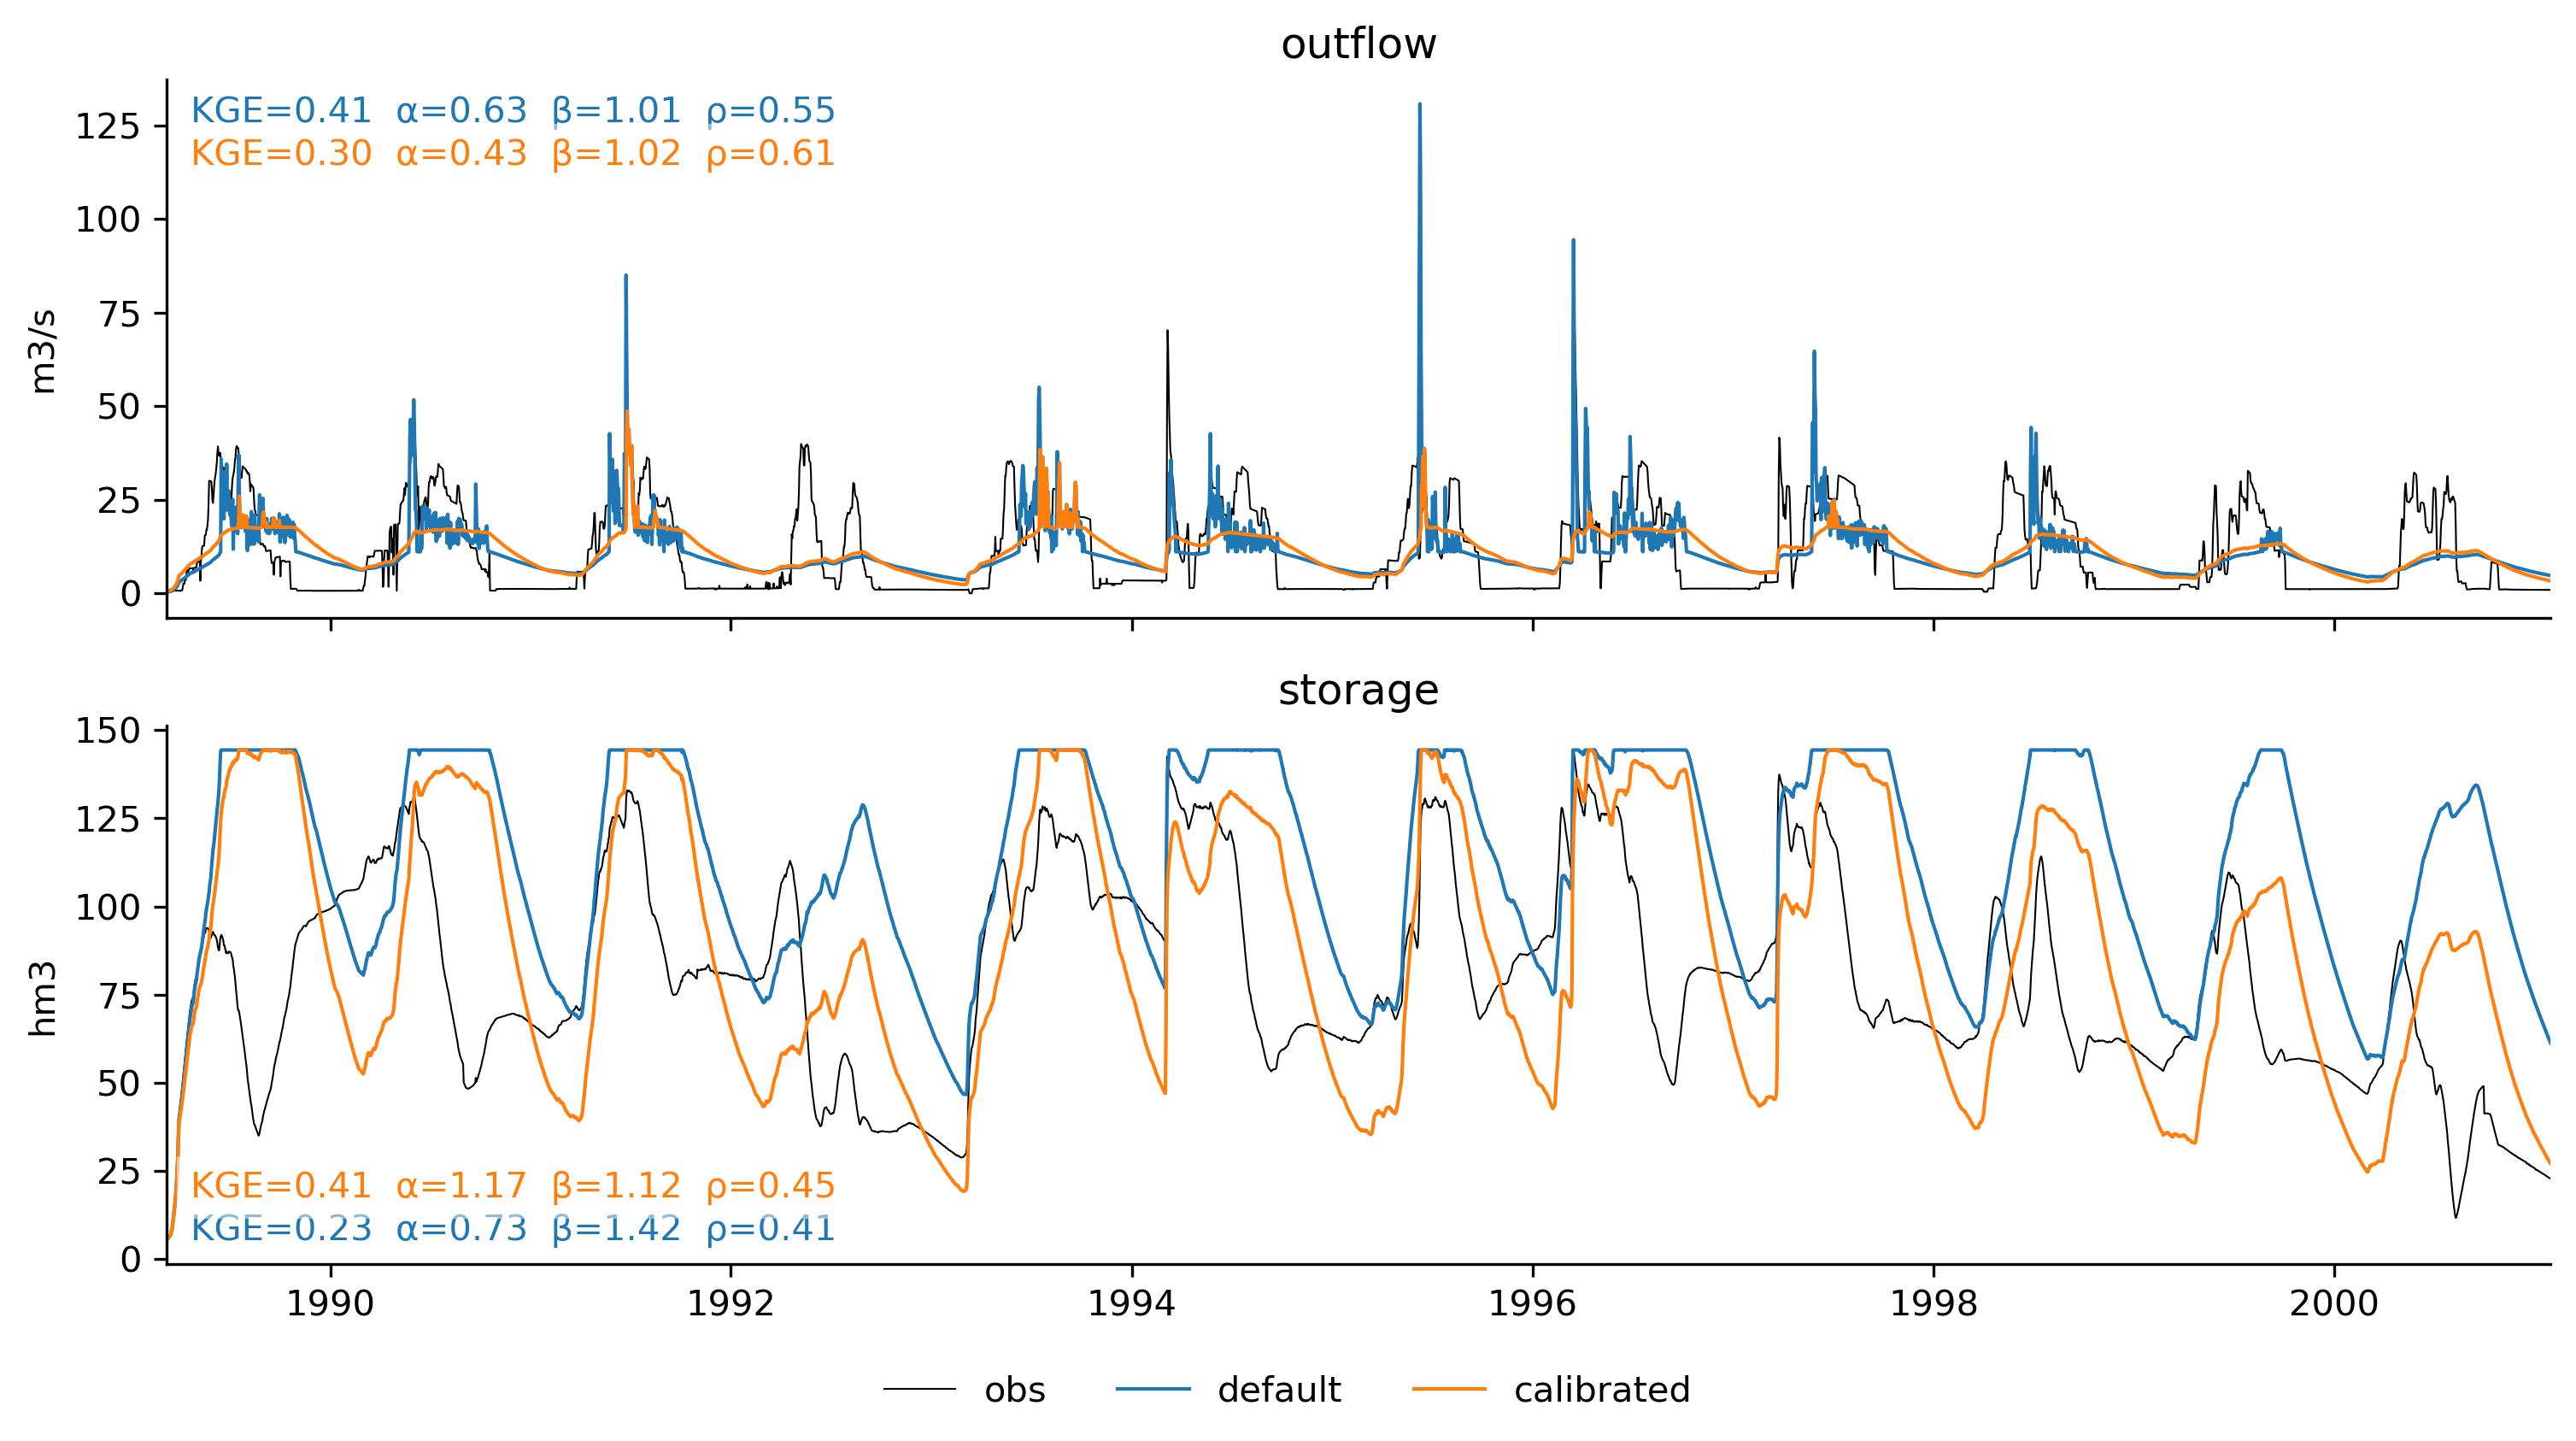 outflow
KGE=0.41 α=0.63 β=1.01 ρ=0.55
KGE=0.30 α=0.43 β=1.02 ρ=0.61
m3/s
125
100
75
50
25
0
storage
hm3
150
125
100
75
50
25
0
KGE=0.41 α=1.17 β=1.12 ρ=0.45
KGE=0.23 α=0.73 β=1.42 ρ=0.41
1990 1992 1994 1996 1998 2000
obs default calibrated